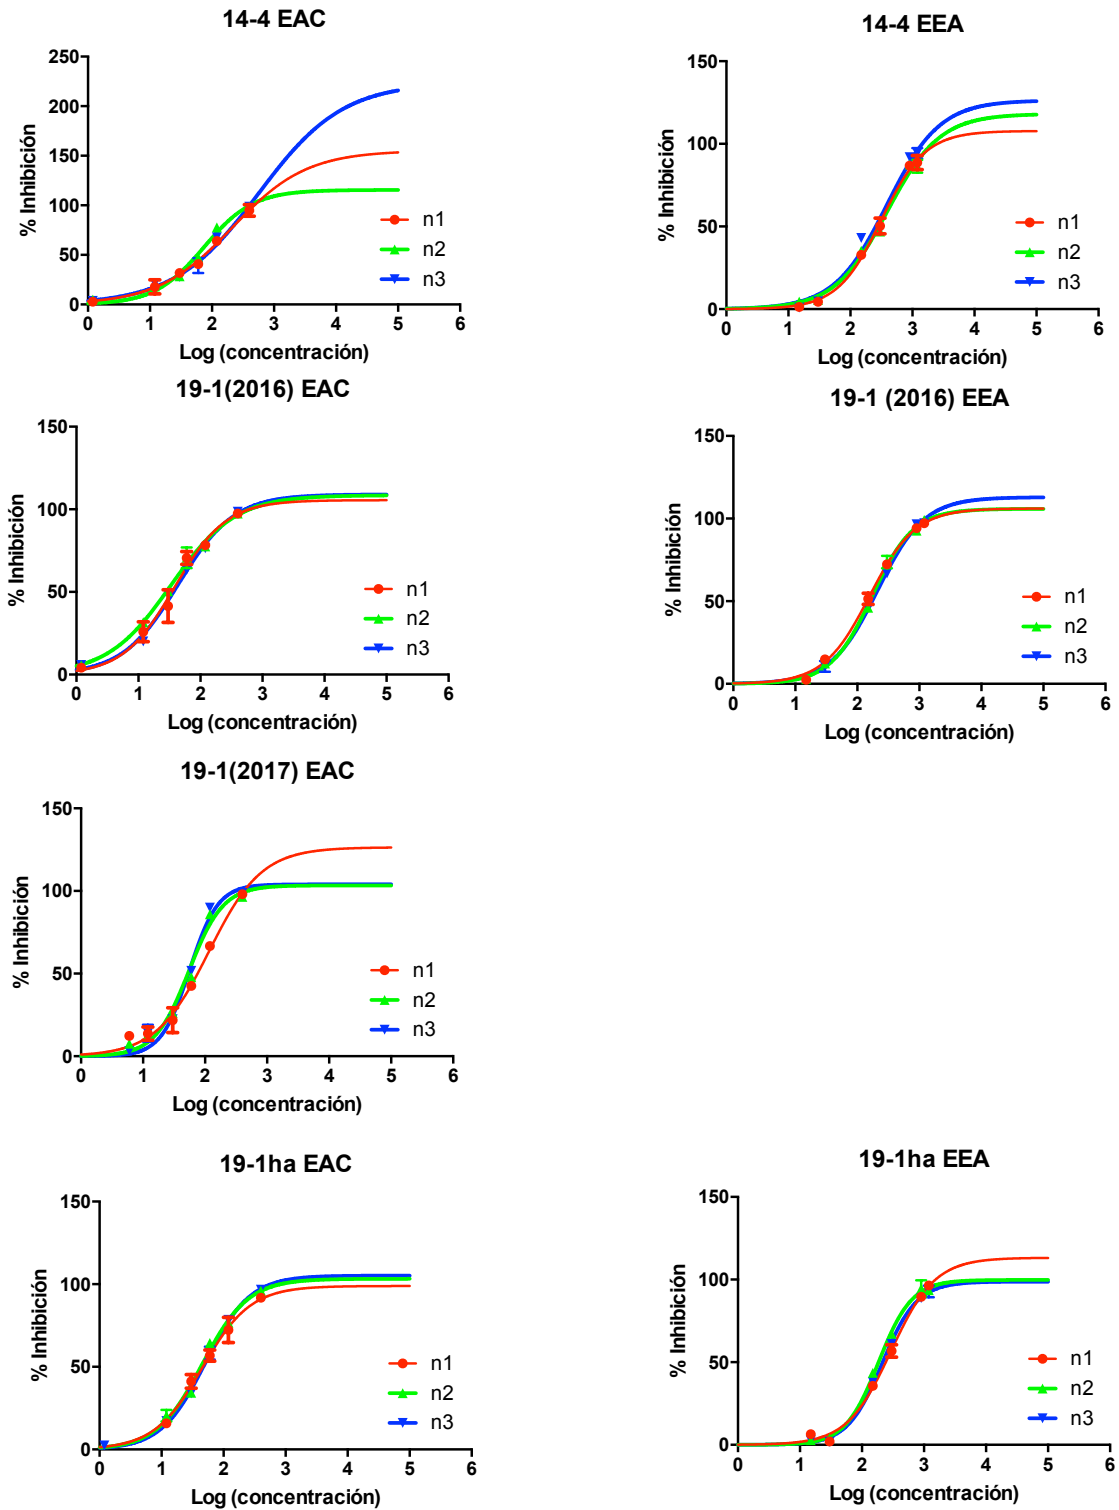 14-4 EAC
250
200
150
100
50
0
% Inhibición
0 1 2 3 4 5 6
Log (concentración)
n1
n2
n3
14-4 EEA
150
100
50
0
% Inhibición
0 1 2 3 4 5 6
Log (concentración)
n1
n2
n3
19-1(2016) EAC
150
100
50
0
% Inhibición
0 1 2 3 4 5 6
Log (concentración)
n1
n2
n3
19-1 (2016) EEA
150
100
50
0
% Inhibición
0 1 2 3 4 5 6
Log (concentración)
n1
n2
n3
19-1(2017) EAC
150
100
50
0
% Inhibición
0 1 2 3 4 5 6
Log (concentración)
n1
n2
n3
19-1ha EAC
150
100
50
0
% Inhibición
0 1 2 3 4 5 6
Log (concentración)
n1
n2
n3
19-1ha EEA
150
100
50
0
% Inhibición
0 1 2 3 4 5 6
Log (concentración)
n1
n2
n3